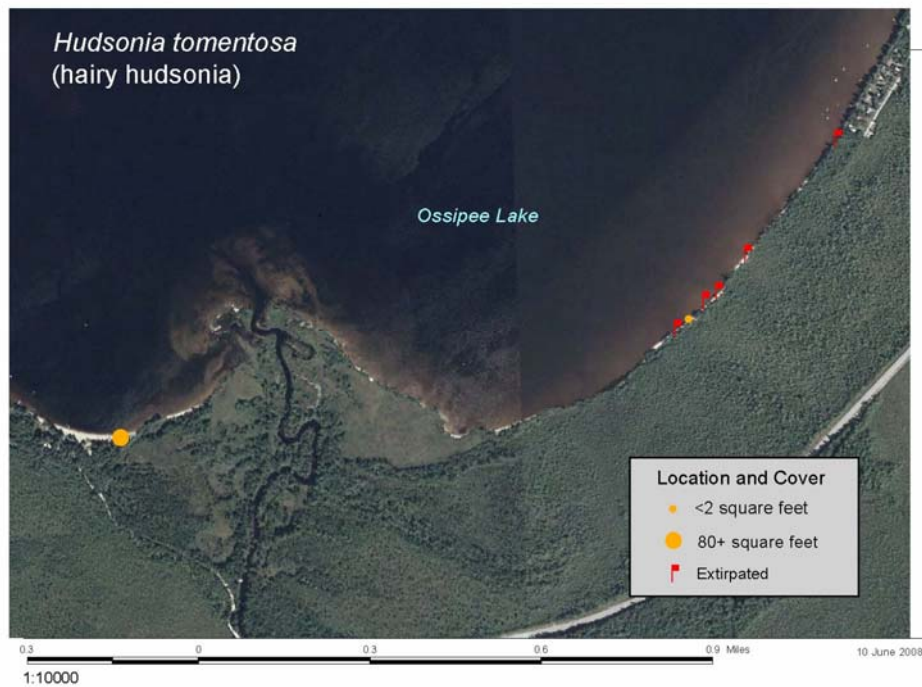 Hudsonia tomentosa
(hairy hudsonia)
Ossipee Lake
Location and Cover
<2 square feet
80+ square feet
Extirpated
0.3 0 0.3 0.6 0.9 Miles
10 June 2008
1:10000